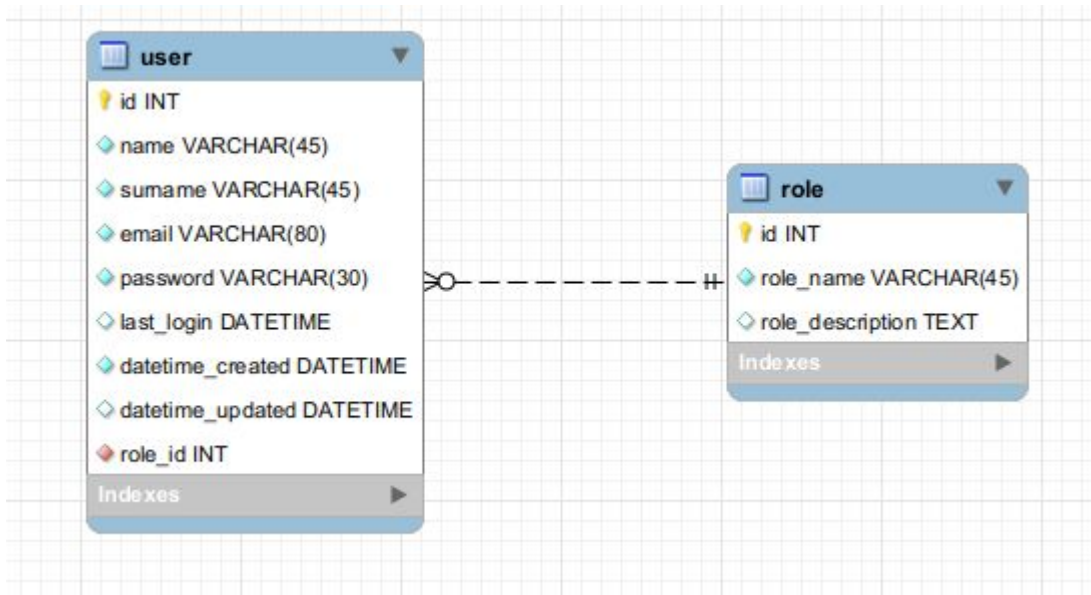 user
id INT
name VARCHAR(45)
surname VARCHAR(45)
email VARCHAR(80)
password VARCHAR(30)
last_login DATETIME
datetime_created DATETIME
datetime_updated DATETIME
role_id INT
Indexes
role
id INT
role_name VARCHAR(45)
role_description TEXT
Indexes